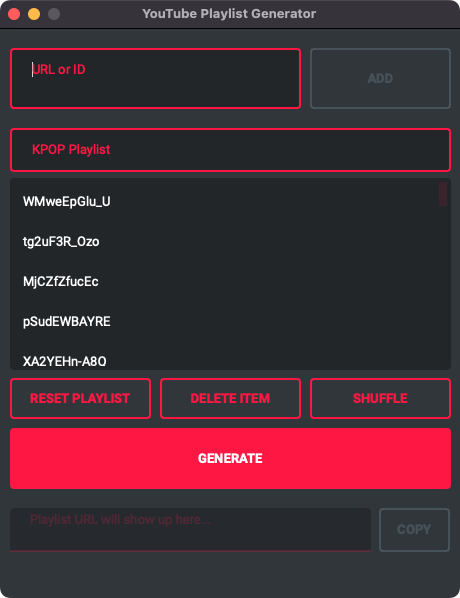 YouTube Playlist Generator
URL or ID
ADD
KPOP Playlist
WMweEpGlu_U
tg2uF3R_Ozo
MjCZfZfucEc
pSudEWBAYRE
XA2YEHn-A8Q
RESET PLAYLIST DELETE ITEM SHUFFLE
GENERATE
Playlist URL will show up here...
COPY